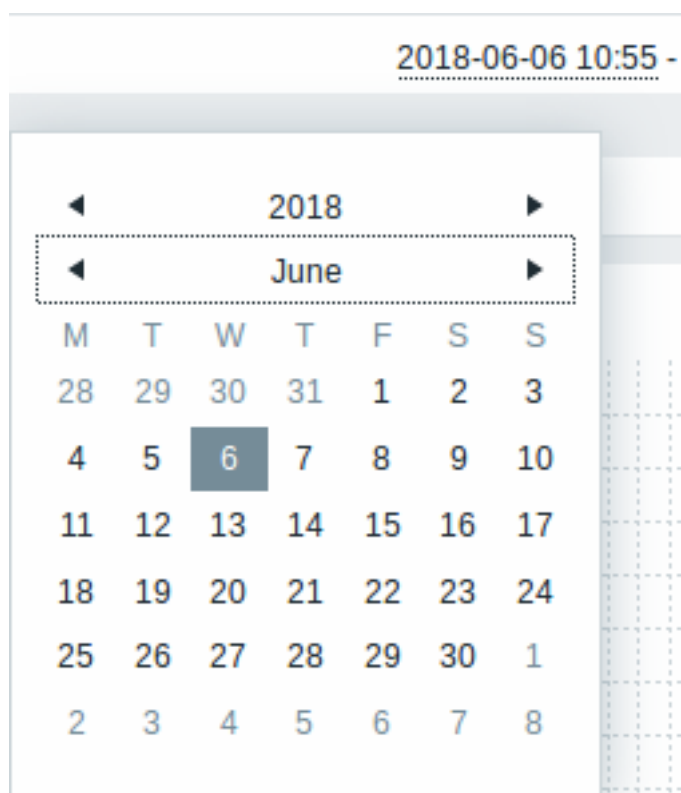 2018-06-06 10:55 -
◀ 2018 ▶
◀ June ▶
M T W T F S S
28 29 30 31 1 2 3
4 5 6 7 8 9 10
11 12 13 14 15 16 17
18 19 20 21 22 23 24
25 26 27 28 29 30 1
2 3 4 5 6 7 8